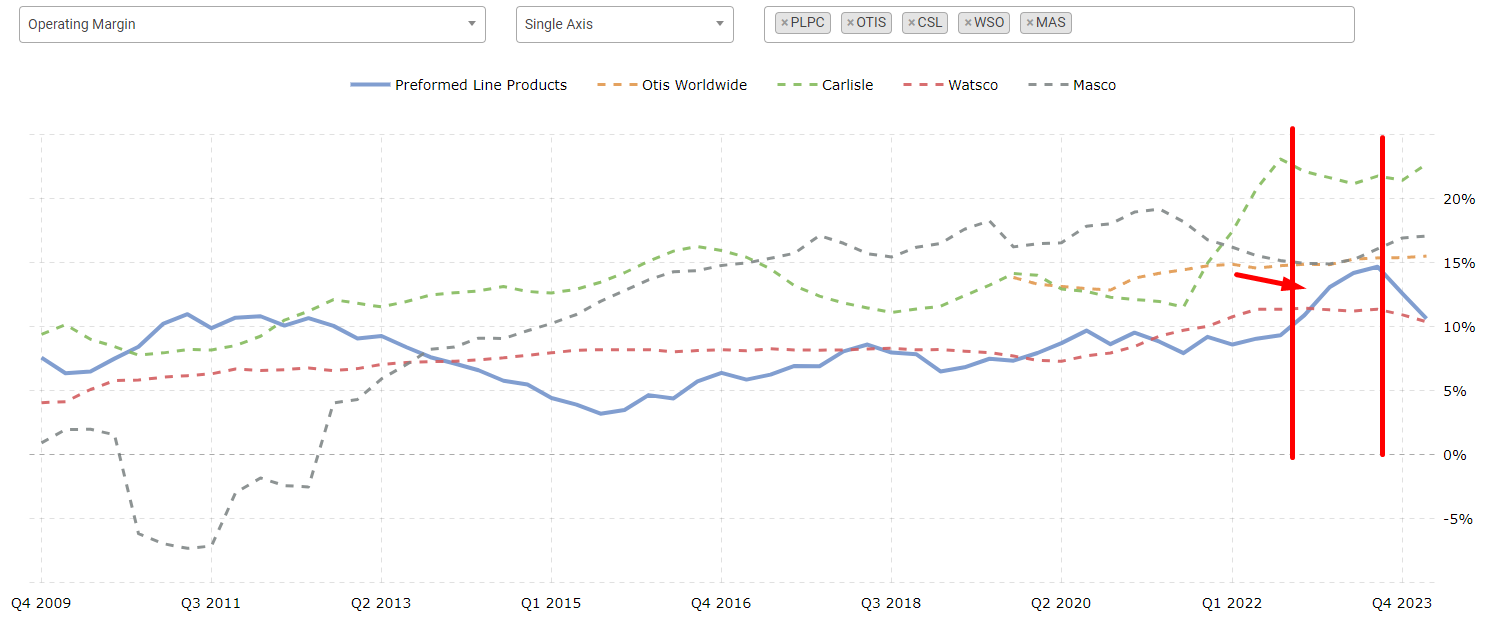 Operating Margin Single Axis × PLPC × OTIS × CSL × WSO × MAS
Preformed Line Products Otis Worldwide Carlisle Watsco Masco
20%
15%
10%
5%
0%
-5%
Q4 2009 Q3 2011 Q2 2013 Q1 2015 Q4 2016 Q3 2018 Q2 2020 Q1 2022 Q4 2023